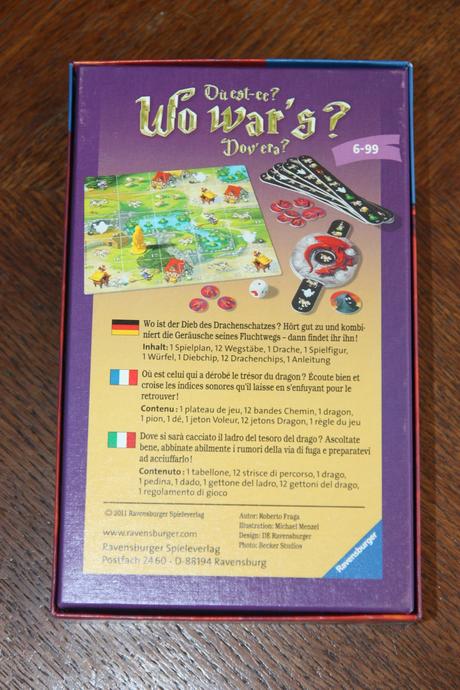 Où est-ce?
Wo war's?
Dov'era?
6-99
Wo ist der Dieb des Drachenschatzes? Hört gut zu und kombi-
niert die Geräusche seines Fluchtwegs – dann findet ihr ihn!
Inhalt: 1 Spielplan, 12 Wegstäbe, 1 Drache, 1 Spielfigur,
1 Würfel, 1 Diebchip, 12 Drachenchips, 1 Anleitung
Où est celui qui a dérobé le trésor du dragon? Écoute bien et
croise les indices sonores qu'il laisse en s'enfuyant pour le
retrouver!
Contenu: 1 plateau de jeu, 12 bandes Chemin, 1 dragon,
1 pion, 1 dé, 1 jeton Voleur, 12 jetons Dragon, 1 règle du jeu
Dove si sarà cacciato il ladro del tesoro del drago? Ascoltate
bene, abbinate abilmente i rumori della via di fuga e preparatevi
ad acciuffarlo!
Contenuto: 1 tabellone, 12 strisce di percorso, 1 drago,
1 pedina, 1 dado, 1 gettone del ladro, 12 gettoni del drago,
1 regolamento di gioco
© 2011 Ravensburger Spieleverlag
www.ravensburger.com
Ravensburger Spieleverlag
Postfach 24 60 - D-88194 Ravensburg
Autor: Roberto Fraga
Illustration: Michael Menzel
Design: DE Ravensburger
Photo: Becker Studios
Ravensburger